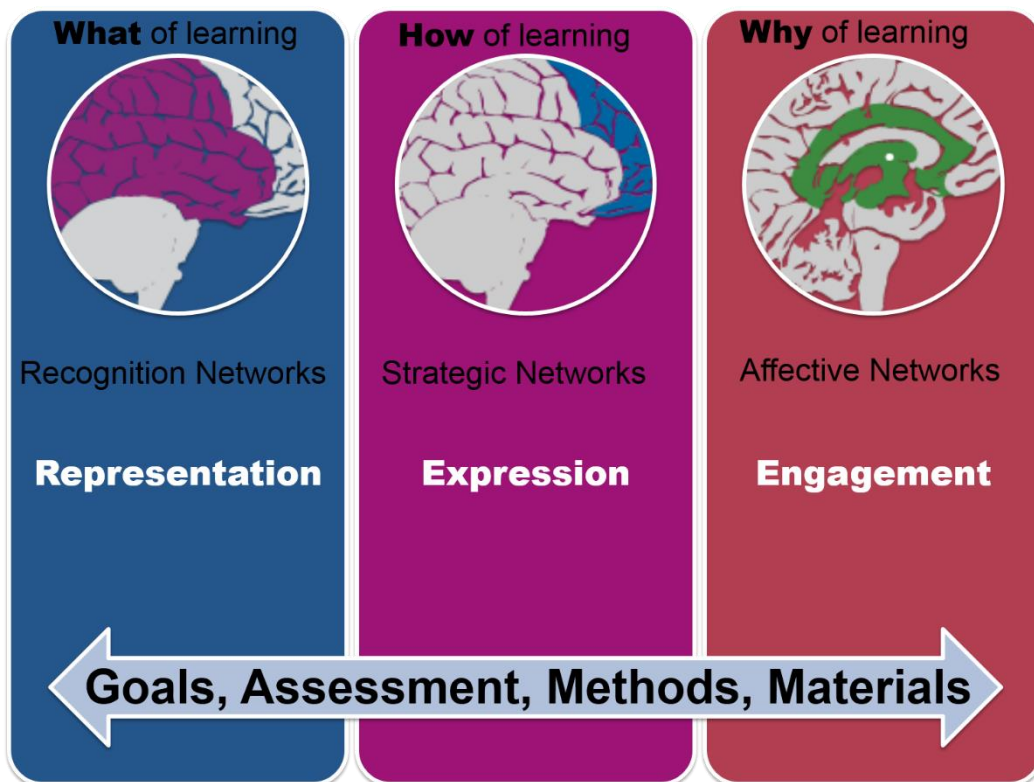 What of learning
Recognition Networks
Representation
How of learning
Strategic Networks
Expression
Why of learning
Affective Networks
Engagement
Goals, Assessment, Methods, Materials